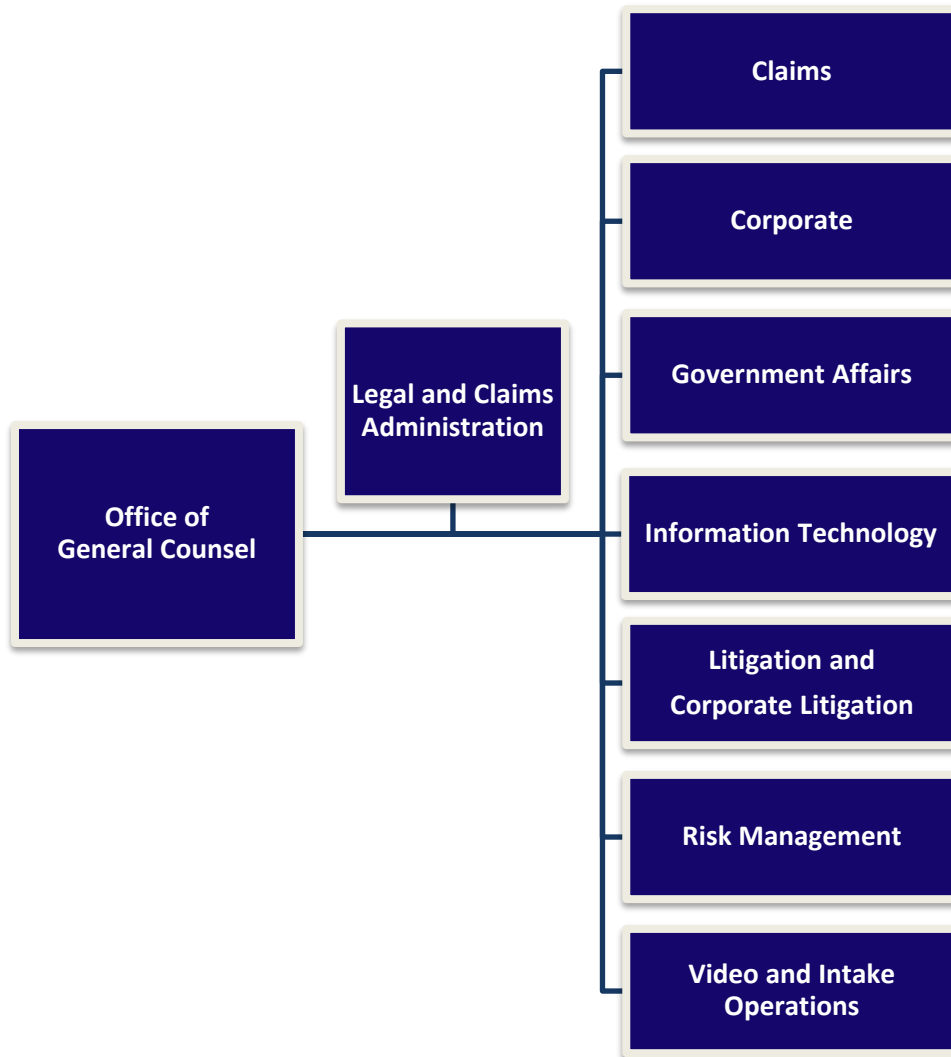 Claims
Corporate
Government Affairs
Legal and Claims
Administration
Office of
General Counsel
Information Technology
Litigation and
Corporate Litigation
Risk Management
Video and Intake
Operations